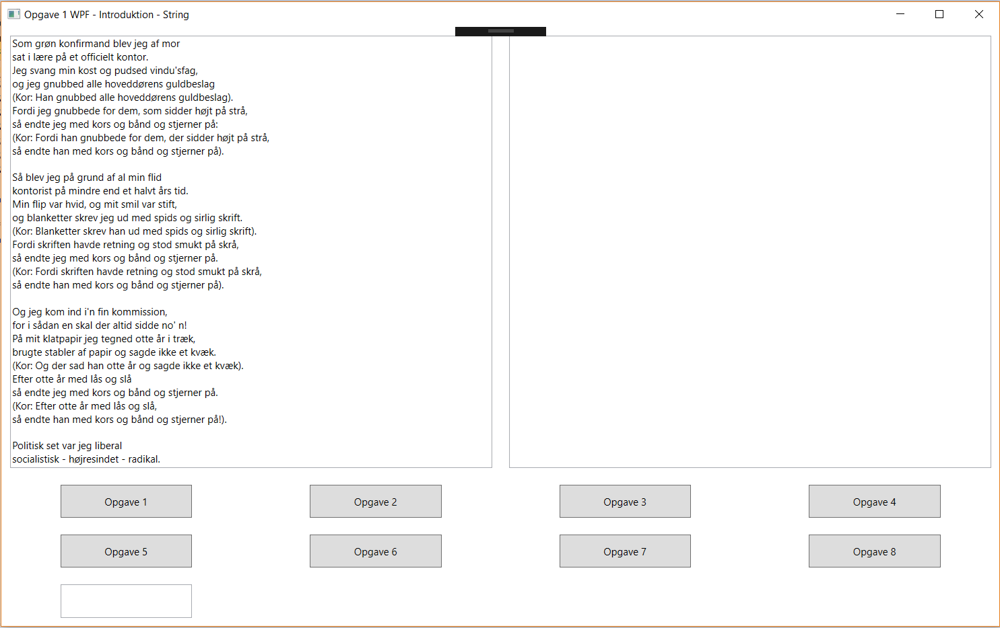 Opgave 1 WPF - Introduktion - String
Som grøn konfirmand blev jeg af mor
sat i lære på et officielt kontor.
Jeg svang min kost og pudsed vindu'sfag,
og jeg gnubbed alle hoveddørens guldbeslag
(Kor: Han gnubbed alle hoveddørens guldbeslag).
Fordi jeg gnubbede for dem, som sidder højt på strå,
så endte jeg med kors og bånd og stjerner på:
(Kor: Fordi han gnubbede for dem, der sidder højt på strå,
så endte han med kors og bånd og stjerner på).

Så blev jeg på grund af al min flid
kontorist på mindre end et halvt års tid.
Min flip var hvid, og mit smil var stift,
og blanketter skrev jeg ud med spids og sirlig skrift.
(Kor: Blanketter skrev han ud med spids og sirlig skrift).
Fordi skriften havde retning og stod smukt på skrå,
så endte jeg med kors og bånd og stjerner på.
(Kor: Fordi skriften havde retning og stod smukt på skrå,
så endte han med kors og bånd og stjerner på).

Og jeg kom ind i'n fin kommission,
for i sådan en skal der altid sidde no' n!
På mit klatpapir jeg tegned otte år i træk,
brugte stabler af papir og sagde ikke et kvæk.
(Kor: Og der sad han otte år og sagde ikke et kvæk).
Efter otte år med lås og slå
så endte jeg med kors og bånd og stjerner på.
(Kor: Efter otte år med lås og slå,
så endte han med kors og bånd og stjerner på!).

Politisk set var jeg liberal
socialistisk - højresindet - radikal.
Opgave 1
Opgave 2
Opgave 3
Opgave 4
Opgave 5
Opgave 6
Opgave 7
Opgave 8